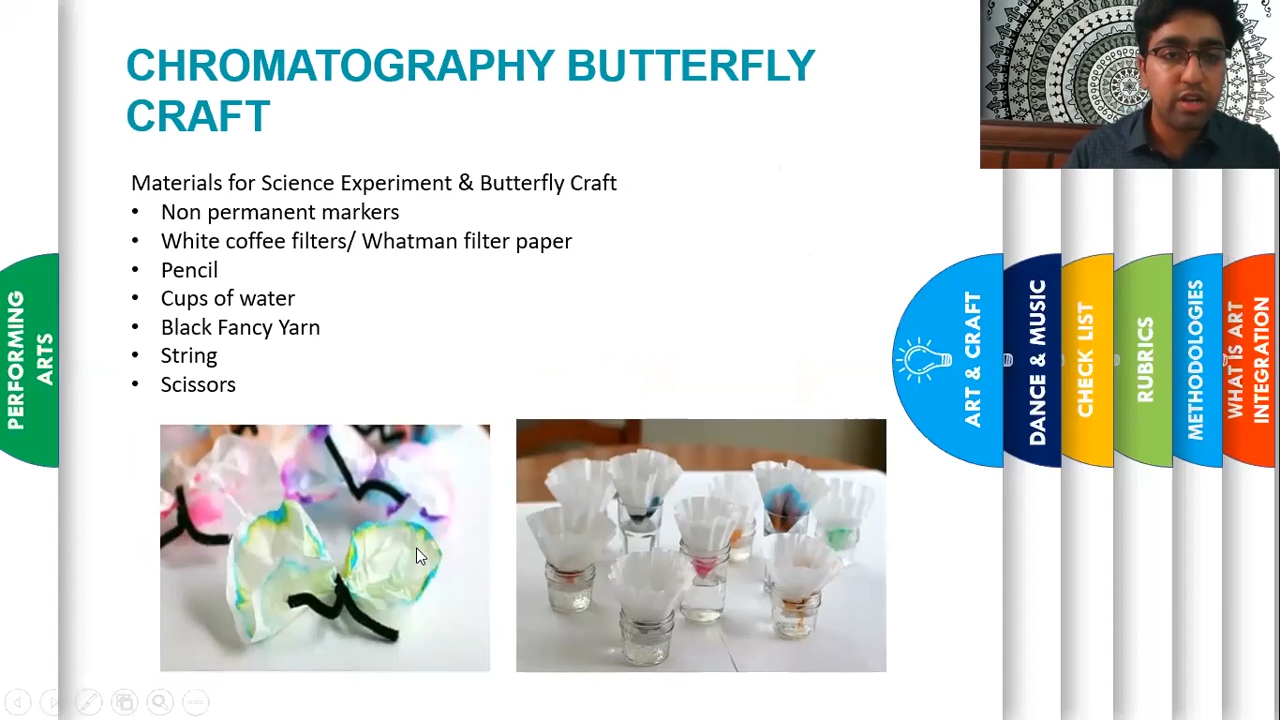 CHROMATOGRAPHY BUTTERFLY
CRAFT
Materials for Science Experiment & Butterfly Craft
• Non permanent markers
• White coffee filters/ Whatman filter paper
• Pencil
• Cups of water
• Black Fancy Yarn
• String
• Scissors
PERFORMING
ARTS
ART & CRAFT
DANCE & MUSIC
CHECK LIST
RUBRICS
METHODOLOGIES
WHAT IS ART
INTEGRATION